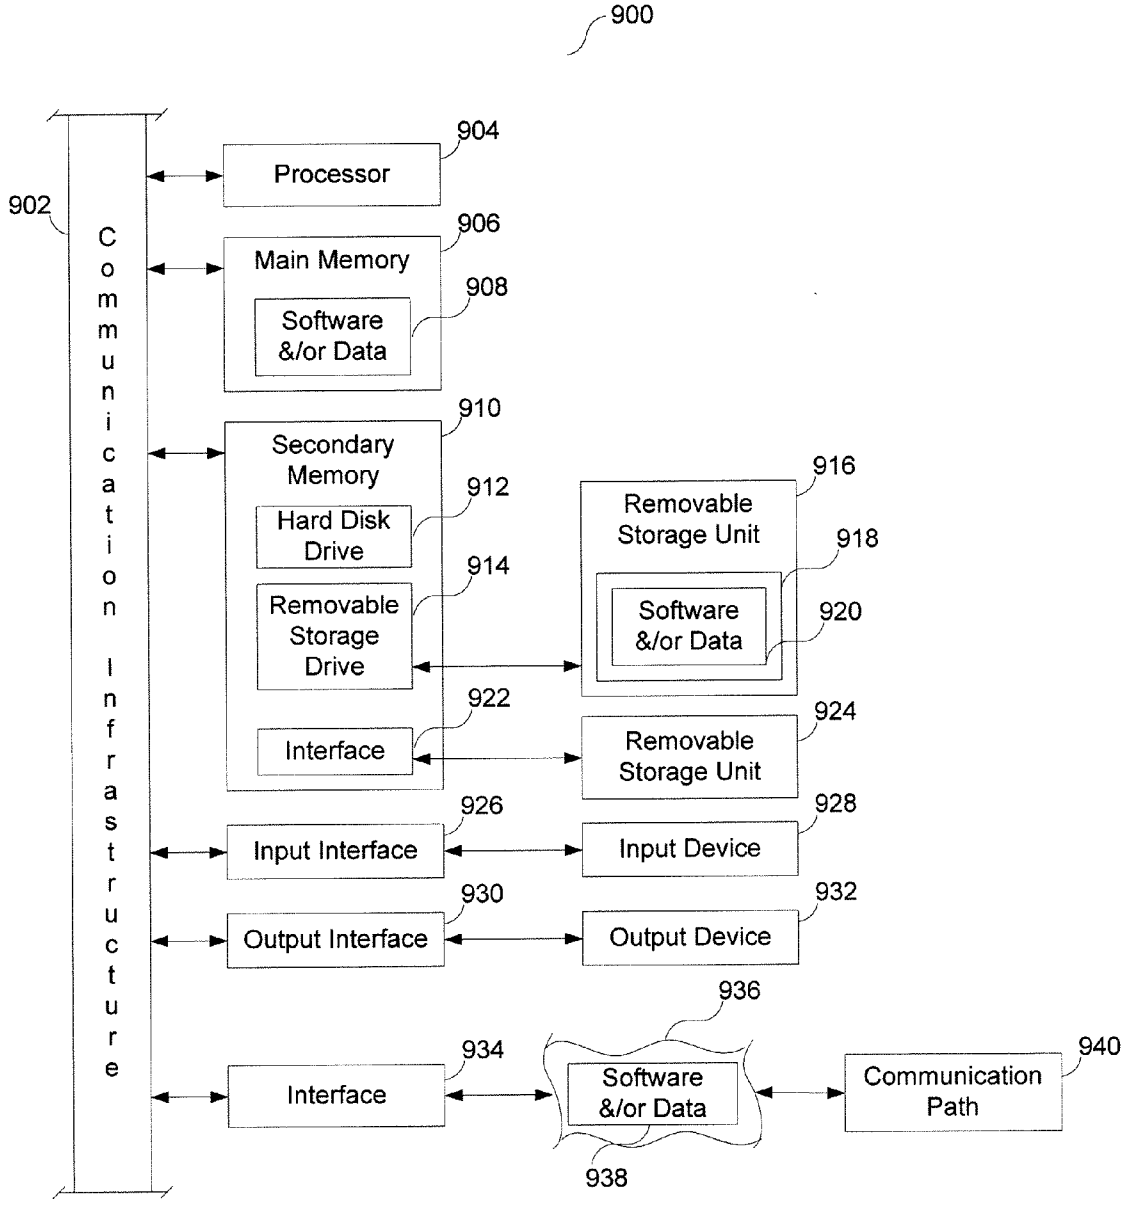 900
904
Processor
902
Communication Infrastructure
906
Main Memory
908
Software
&/or Data
910
Secondary
Memory
912
Hard Disk
Drive
914
Removable
Storage
Drive
916
Removable
Storage Unit
918
Software
&/or Data
920
922
Interface
924
Removable
Storage Unit
926
Input Interface
928
Input Device
930
Output Interface
932
Output Device
934
Interface
936
Software
&/or Data
938
940
Communication
Path